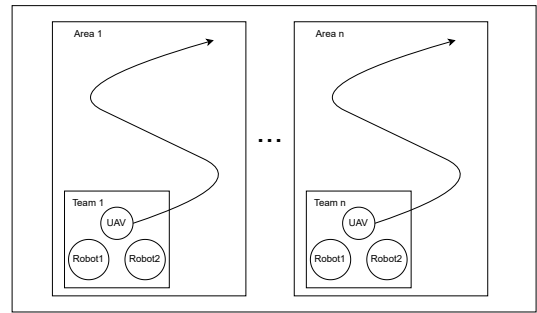 Area 1
Team 1
UAV
Robot1
Robot2
...
Area n
Team n
UAV
Robot1
Robot2